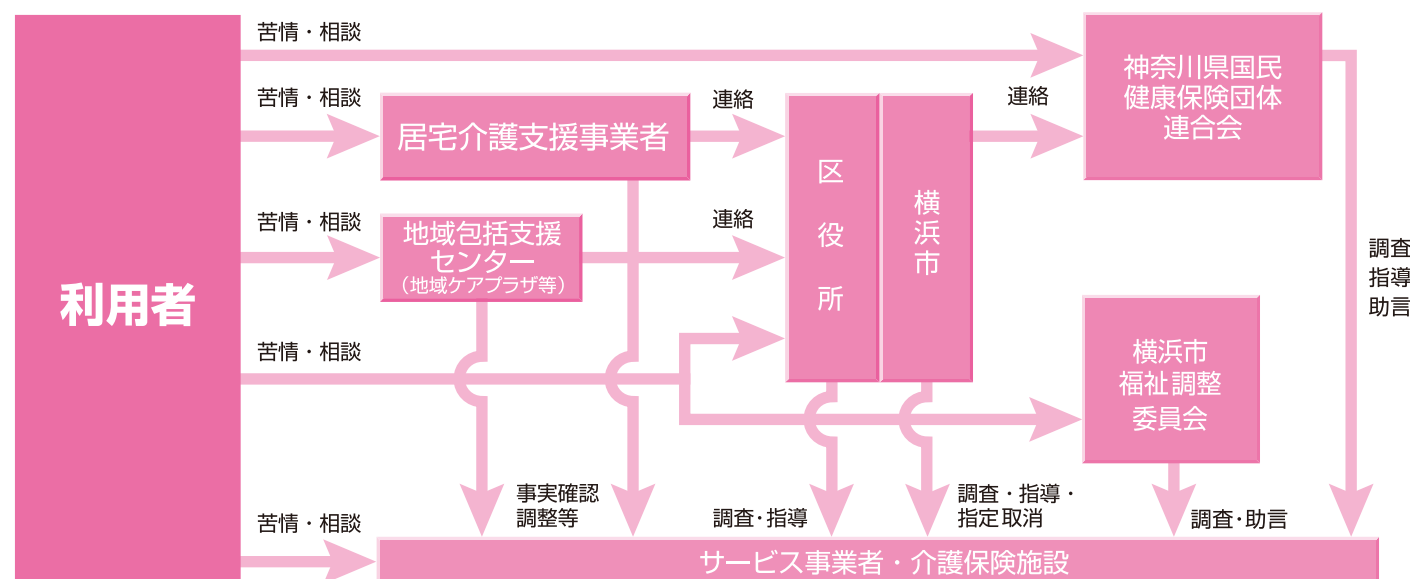 利用者
苦情・相談
神奈川県国民
健康保険団体
連合会
苦情・相談
居宅介護支援事業者
連絡
区役所
横浜市
連絡
苦情・相談
地域包括支援
センター
（地域ケアプラザ等）
連絡
調査
指導
助言
苦情・相談
横浜市
福祉調整
委員会
事実確認
調整等
調査・指導
調査・指導・
指定取消
調査・助言
苦情・相談
サービス事業者・介護保険施設